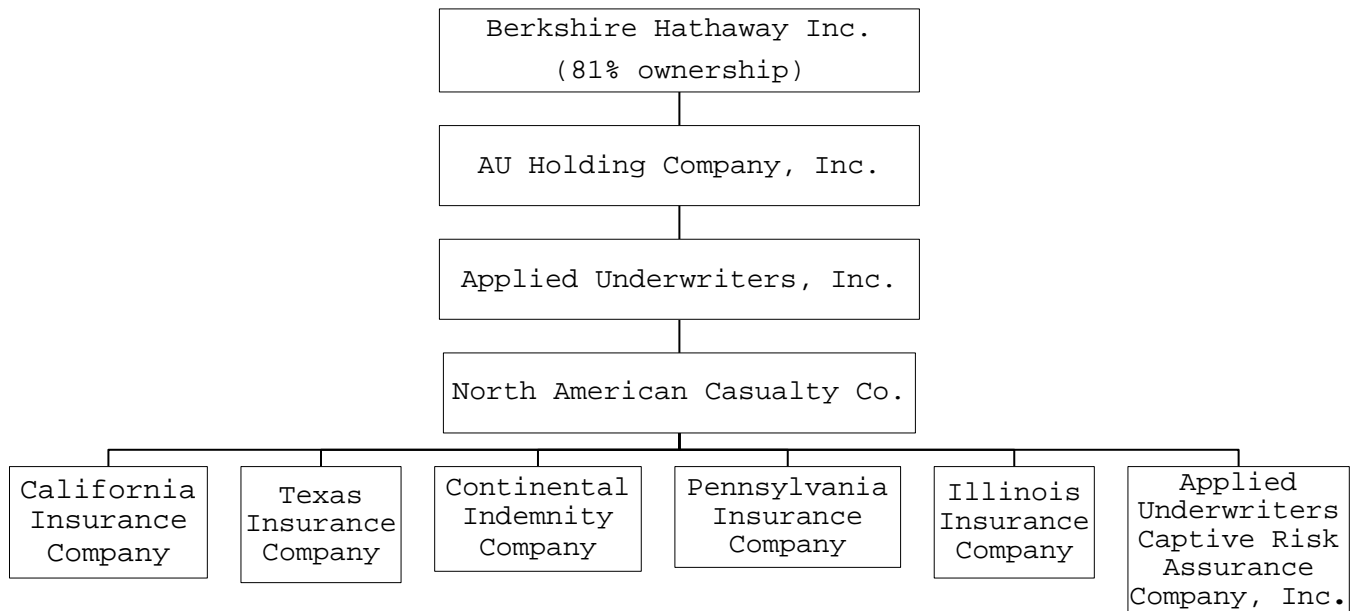 Berkshire Hathaway Inc.
(81% ownership)
AU Holding Company, Inc.
Applied Underwriters, Inc.
North American Casualty Co.
California
Insurance
Company
Texas
Insurance
Company
Continental
Indemnity
Company
Pennsylvania
Insurance
Company
Illinois
Insurance
Company
Applied
Underwriters
Captive Risk
Assurance
Company, Inc.